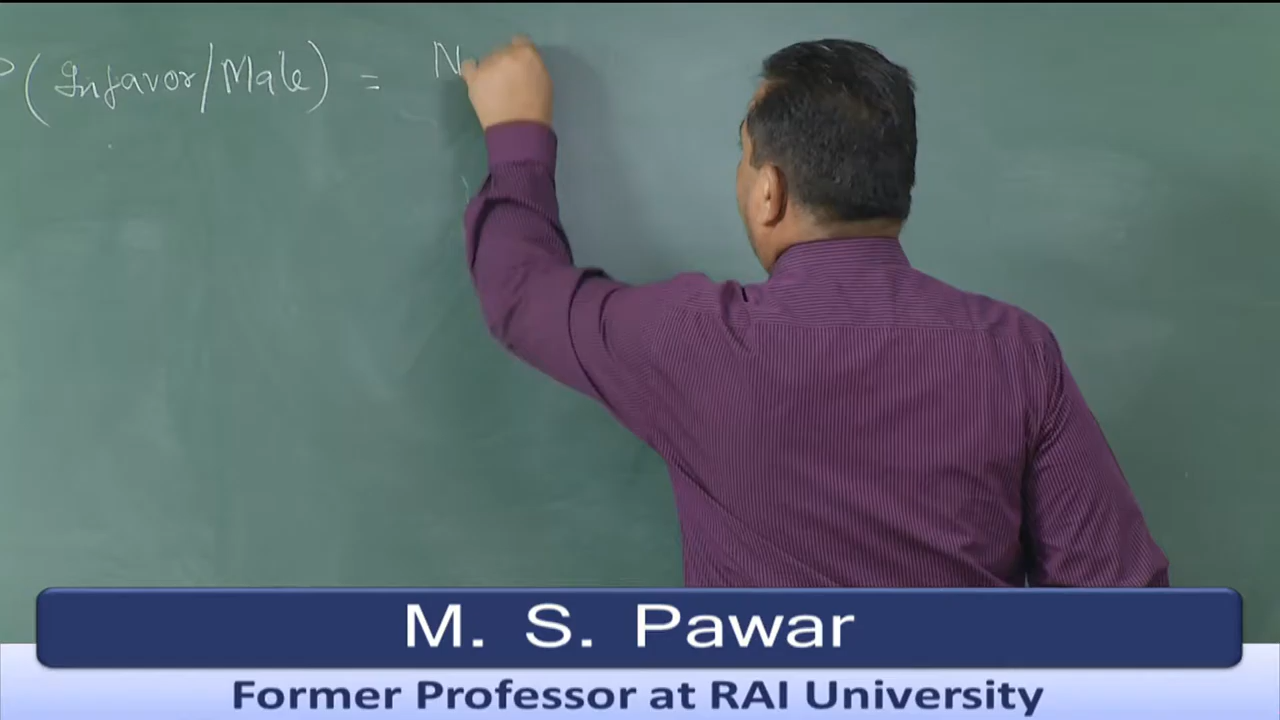 P(Infavor/Male) = N
M. S. Pawar
Former Professor at RAI University